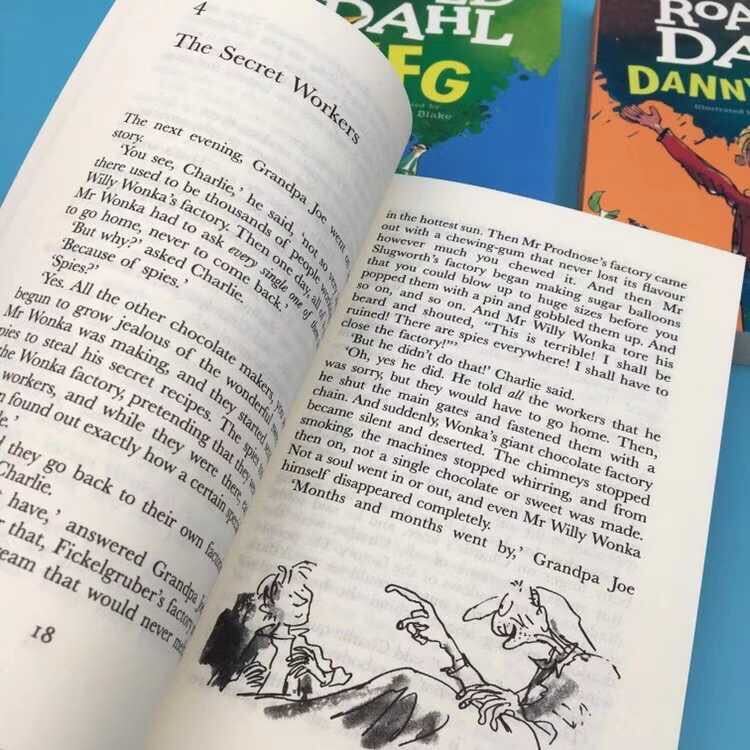 4
The Secret Workers
The next evening, Grandpa Joe went on
story.
'You see, Charlie,' he said, 'not so very
there used to be thousands of people
Willy Wonka's factory. Then one day, all of
Mr Wonka had to ask every single one of them
to go home, never to come back.'
'But why?' asked Charlie.
'Because of spies.'
'Spies?'
'Yes. All the other chocolate makers, you
begun to grow jealous of the wonderful
Mr Wonka was making, and they started
spies to steal his secret recipes. The spies
the Wonka factory, pretending that they
workers, and while they were there,
found out exactly how a certain special
they go back to their own
Charlie.
have,' answered Grandpa Joe
that, Fickelgruber's factory
that would never
18
in the hottest sun. Then Mr Prodnose's factory came
out with a chewing-gum that never lost its flavour
however much you chewed it. And then Mr
Slugworth's factory began making sugar balloons
that you could blow up to huge sizes before you
popped them with a pin and gobbled them up. And
so on, and so on. And Mr Willy Wonka tore his
beard and shouted, "This is terrible! I shall be
ruined! There are spies everywhere! I shall have to
close the factory!"'
'But he didn't do that!' Charlie said.
'Oh, yes he did. He told all the workers that he
was sorry, but they would have to go home. Then,
he shut the main gates and fastened them with a
chain. And suddenly, Wonka's giant chocolate factory
became silent and deserted. The chimneys stopped
smoking, the machines stopped whirring, and from
then on, not a single chocolate or sweet was made.
Not a soul went in or out, and even Mr Willy Wonka
himself disappeared completely.
'Months and months went by,' Grandpa Joe
DAHL
Blake
DANNY
Illustrated